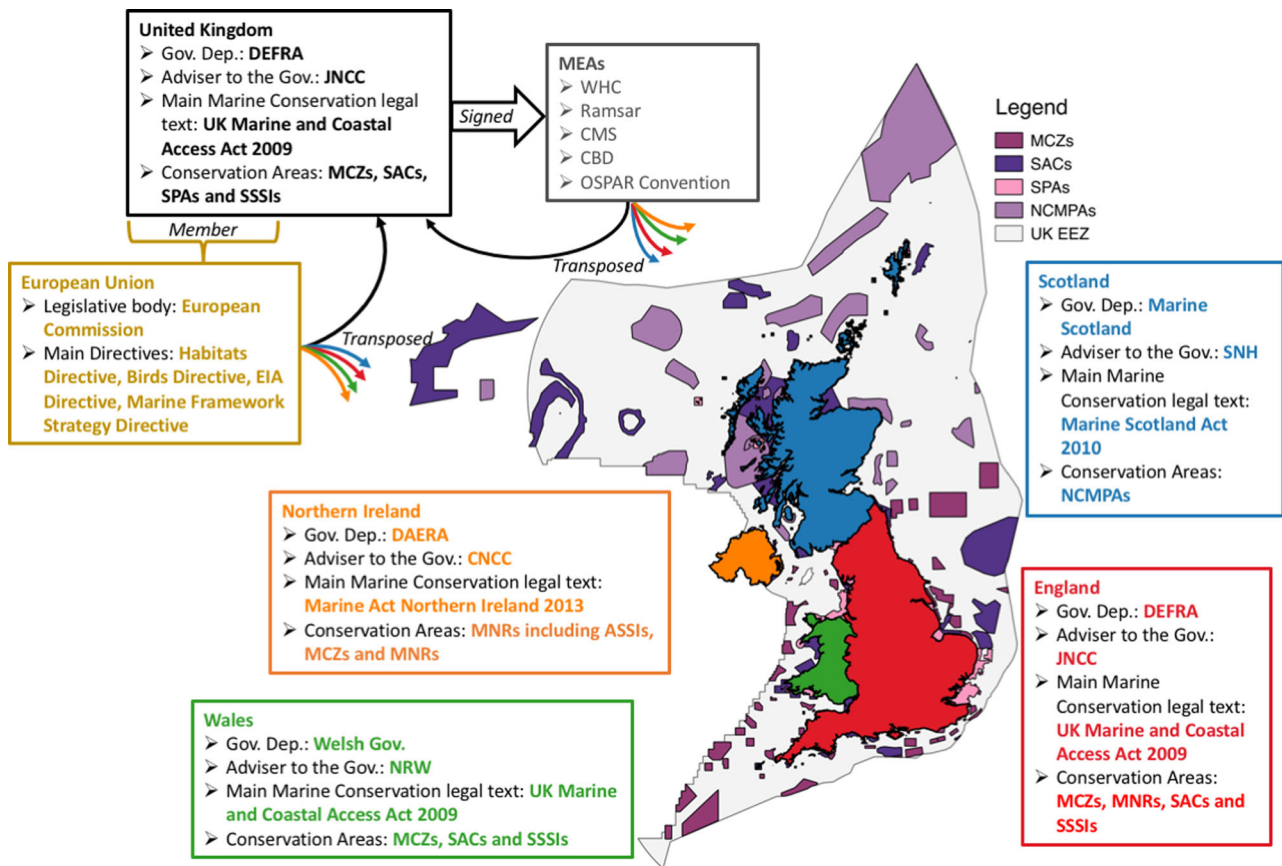 United Kingdom
➢ Gov. Dep.: DEFRA
➢ Adviser to the Gov.: JNCC
➢ Main Marine Conservation legal
text: UK Marine and Coastal
Access Act 2009
➢ Conservation Areas: MCZs, SACs,
SPAs and SSSIs
Signed
MEAs
➢ WHC
➢ Ramsar
➢ CMS
➢ CBD
➢ OSPAR Convention
Legend
MCZs
SACs
SPAs
NCMPAs
UK EEZ
Member
Transposed
European Union
➢ Legislative body: European
Commission
➢ Main Directives: Habitats
Directive, Birds Directive, EIA
Directive, Marine Framework
Strategy Directive
Transposed
Scotland
➢ Gov. Dep.: Marine
Scotland
➢ Adviser to the Gov.: SNH
➢ Main Marine
Conservation legal text:
Marine Scotland Act
2010
➢ Conservation Areas:
NCMPAs
Northern Ireland
➢ Gov. Dep.: DAERA
➢ Adviser to the Gov.: CNCC
➢ Main Marine Conservation legal text:
Marine Act Northern Ireland 2013
➢ Conservation Areas: MNRs including ASSIs,
MCZs and MNRs
England
➢ Gov. Dep.: DEFRA
➢ Adviser to the Gov.:
JNCC
➢ Main Marine
Conservation legal text:
UK Marine and Coastal
Access Act 2009
➢ Conservation Areas:
MCZs, MNRs, SACs and
SSSIs
Wales
➢ Gov. Dep.: Welsh Gov.
➢ Adviser to the Gov.: NRW
➢ Main Marine Conservation legal text: UK Marine
and Coastal Access Act 2009
➢ Conservation Areas: MCZs, SACs and SSSIs